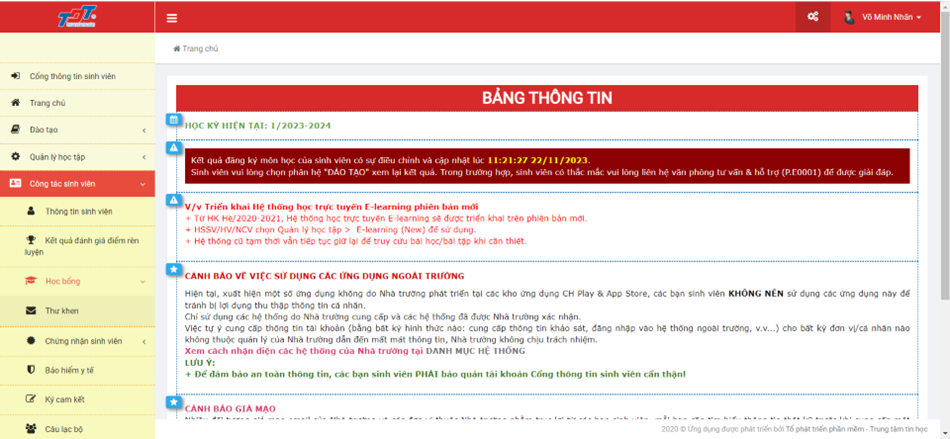 TDT
Võ Minh Nhân
Trang chủ
Cổng thông tin sinh viên
Trang chủ
Đào tạo
Quản lý học tập
Công tác sinh viên
Thông tin sinh viên
Kết quả đánh giá điểm rèn
luyện
Học bổng
Thư khen
Chứng nhận sinh viên
Bảo hiểm y tế
Ký cam kết
Câu lạc bộ
BẢNG THÔNG TIN
HỌC KỲ HIỆN TẠI: 1/2023-2024
Kết quả đăng ký môn học của sinh viên có sự điều chỉnh và cập nhật lúc 11:21:27 22/11/2023.
Sinh viên vui lòng chọn phân hệ "ĐÀO TẠO" xem lại kết quả. Trong trường hợp, sinh viên có thắc mắc vui lòng liên hệ văn phòng tư vấn & hỗ trợ (P.E0001) để được giải đáp.
V/v Triển khai Hệ thống học trực tuyến E-learning phiên bản mới
+ Từ HK Hè/2020-2021, Hệ thống học trực tuyến E-learning sẽ được triển khai trên phiên bản mới.
+ HSSV/HV/NCV chọn Quản lý học tập > E-learning (New) để sử dụng.
+ Hệ thống cũ tạm thời vẫn tiếp tục giữ lại để truy cứu bài học/bài tập khi cần thiết.
CẢNH BÁO VỀ VIỆC SỬ DỤNG CÁC ỨNG DỤNG NGOÀI TRƯỜNG
Hiện tại, xuất hiện một số ứng dụng không do Nhà trường phát triển tại các kho ứng dụng CH Play & App Store, các bạn sinh viên KHÔNG NÊN sử dụng các ứng dụng này để
tránh bị lợi dụng thu thập thông tin cá nhân.
Chỉ sử dụng các hệ thống do Nhà trường cung cấp và các hệ thống đã được Nhà trường xác nhận.
Việc tự ý cung cấp thông tin tài khoản (bằng bất kỳ hình thức nào: cung cấp thông tin khảo sát, đăng nhập vào hệ thống ngoài trường, v.v...) cho bất kỳ đơn vị/cá nhân nào
không thuộc quản lý của Nhà trường dẫn đến mất mát thông tin, Nhà trường không chịu trách nhiệm.
Xem cách nhận diện các hệ thống của Nhà trường tại DANH MỤC HỆ THỐNG
LƯU Ý:
+ Để đảm bảo an toàn thông tin, các bạn sinh viên PHẢI bảo quản tài khoản Cổng thông tin sinh viên cẩn thận!
CẢNH BÁO GIẢ MẠO
2020 © Ứng dụng được phát triển bởi Tổ phát triển phần mềm - Trung tâm tin học